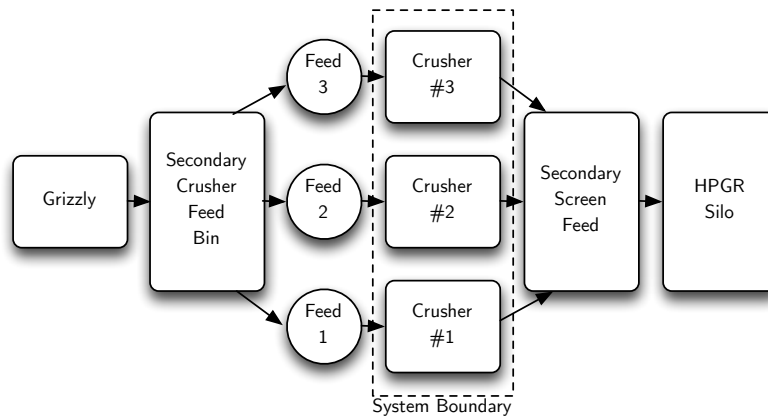 Grizzly
Secondary
Crusher
Feed
Bin
Feed
3
Feed
2
Feed
1
Crusher
#3
Crusher
#2
Crusher
#1
System Boundary
Secondary
Screen
Feed
HPGR
Silo